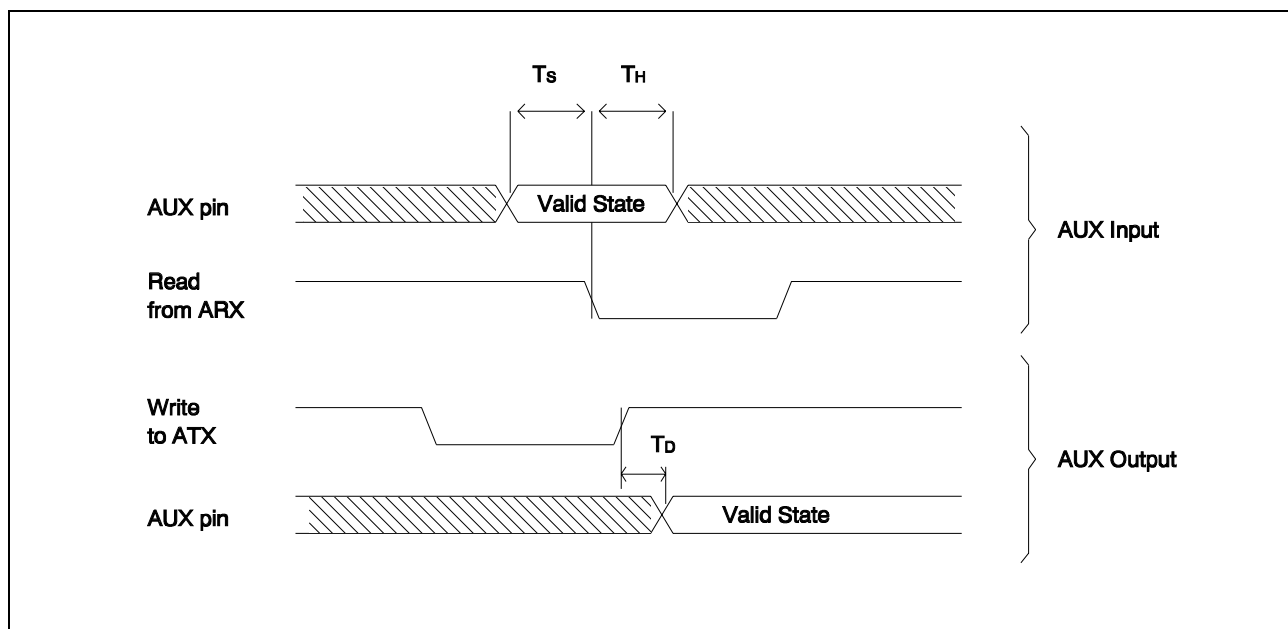 Ts TH
AUX pin
Valid State
AUX Input
Read
from ARX
Write
to ATX
TD
AUX Output
AUX pin
Valid State